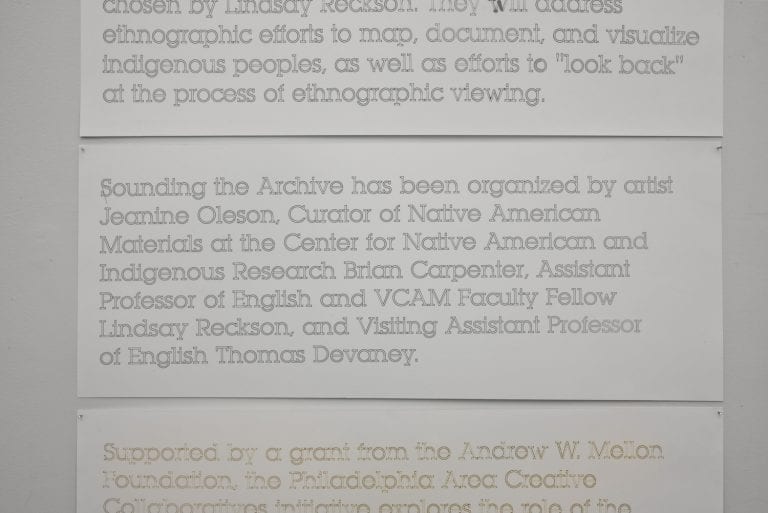 chosen by Lindsay Reckson. They will address
ethnographic efforts to map, document, and visualize
indigenous peoples, as well as efforts to "look back"
at the process of ethnographic viewing.
Sounding the Archive has been organized by artist
Jeanine Oleson, Curator of Native American
Materials at the Center for Native American and
Indigenous Research Brian Carpenter, Assistant
Professor of English and VCAM Faculty Fellow
Lindsay Reckson, and Visiting Assistant Professor
of English Thomas Devaney.
Supported by a grant from the Andrew W. Mellon
Foundation, the Philadelphia Area Creative
Collaboratives initiative explores the role of the